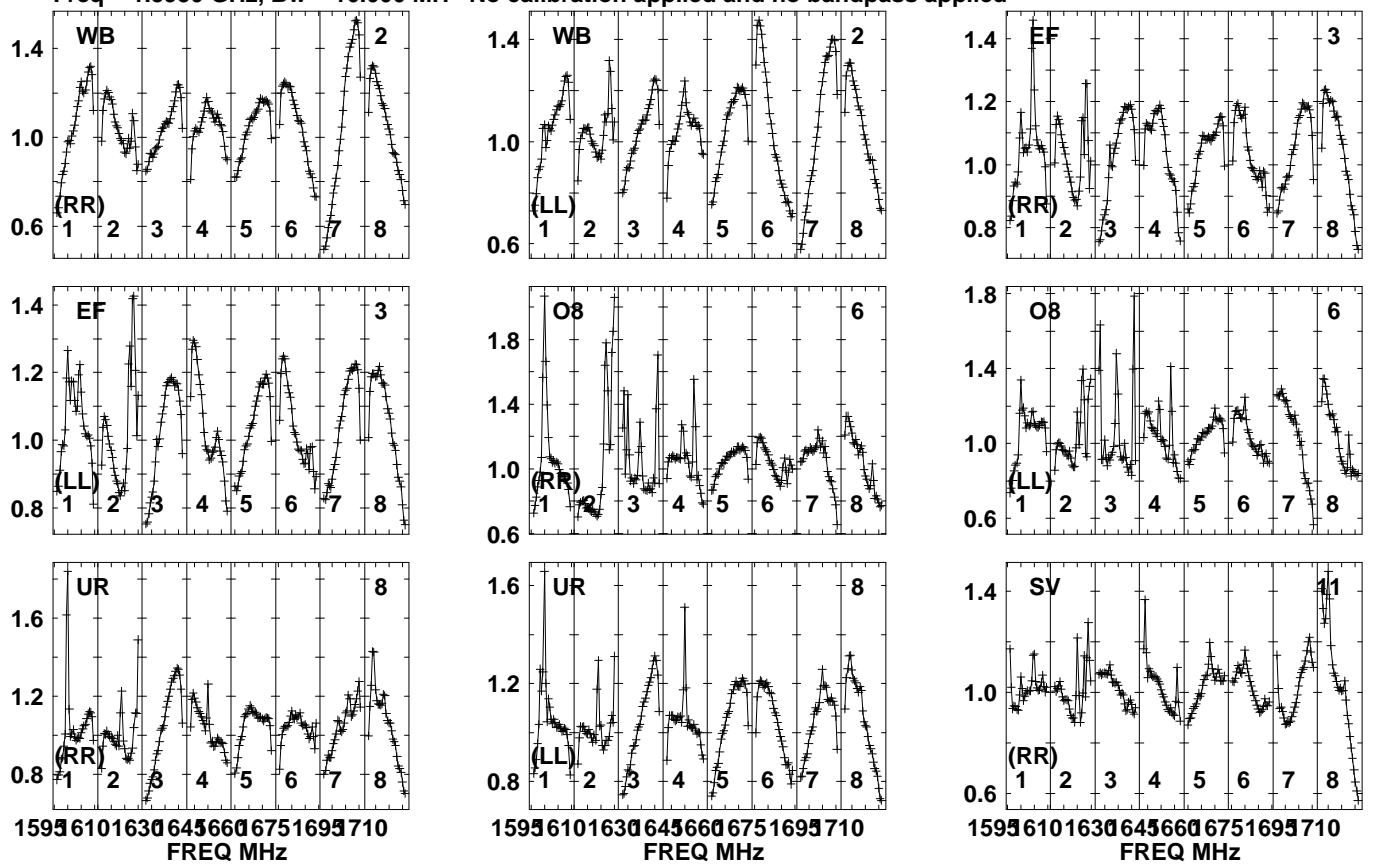 No calibration applied and no bandpass applied
WB 2 WB 2 EF 3
1.4 1.4 1.4
1.2
1.0 1.0 1.0
0.6 (RR) 0.6 (LL) 0.8 (RR)
1 2 3 4 5 6 7 8 1 2 3 4 5 6 7 8 1 2 3 4 5 6 7 8
EF 3 O8 6 O8 6
1.4 1.8 1.8
1.2 1.4 1.4
1.0 1.0 1.0
0.8 (LL) 0.6 (RR) 0.6 (LL)
1 2 3 4 5 6 7 8 1 2 3 4 5 6 7 8 1 2 3 4 5 6 7 8
UR 8 UR 8 SV 11
1.6 1.6 1.4
1.2 1.2 1.0
0.8 (RR) 0.8 (LL) 0.6 (RR)
1 2 3 4 5 6 7 8 1 2 3 4 5 6 7 8 1 2 3 4 5 6 7 8
1595 1610 1630 1645 1660 1675 1695 1710 1595 1610 1630 1645 1660 1675 1695 1710 1595 1610 1630 1645 1660 1675 1695 1710
FREQ MHz FREQ MHz FREQ MHz